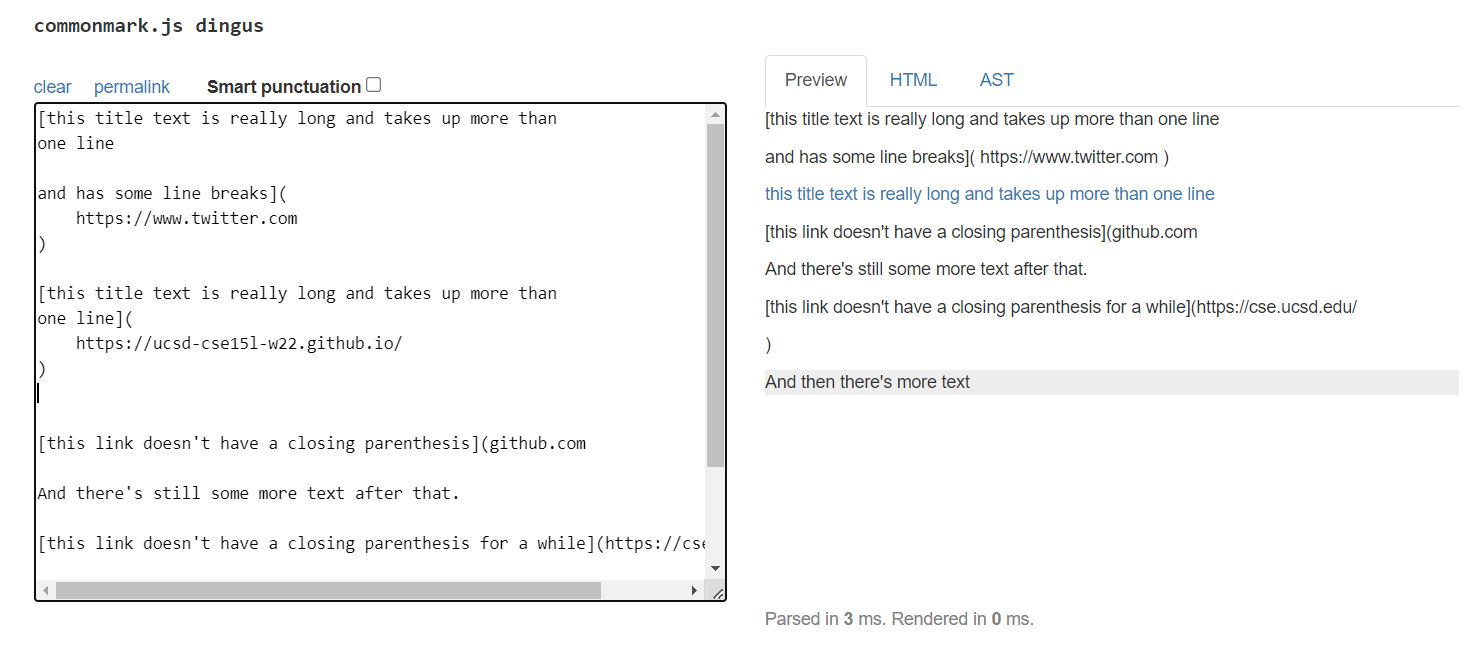 commonmark.js dingus
clear permalink Smart punctuation
[this title text is really long and takes up more than
one line
and has some line breaks](
https://www.twitter.com
)
[this title text is really long and takes up more than
one line](
https://ucsd-cse15l-w22.github.io/
)
[this link doesn't have a closing parenthesis](github.com
And there's still some more text after that.
[this link doesn't have a closing parenthesis for a while](https://cse
Preview HTML AST
[this title text is really long and takes up more than one line
and has some line breaks]( https://www.twitter.com )
this title text is really long and takes up more than one line
[this link doesn't have a closing parenthesis](github.com
And there's still some more text after that.
[this link doesn't have a closing parenthesis for a while](https://cse.ucsd.edu/
)
And then there's more text
Parsed in 3 ms. Rendered in 0 ms.